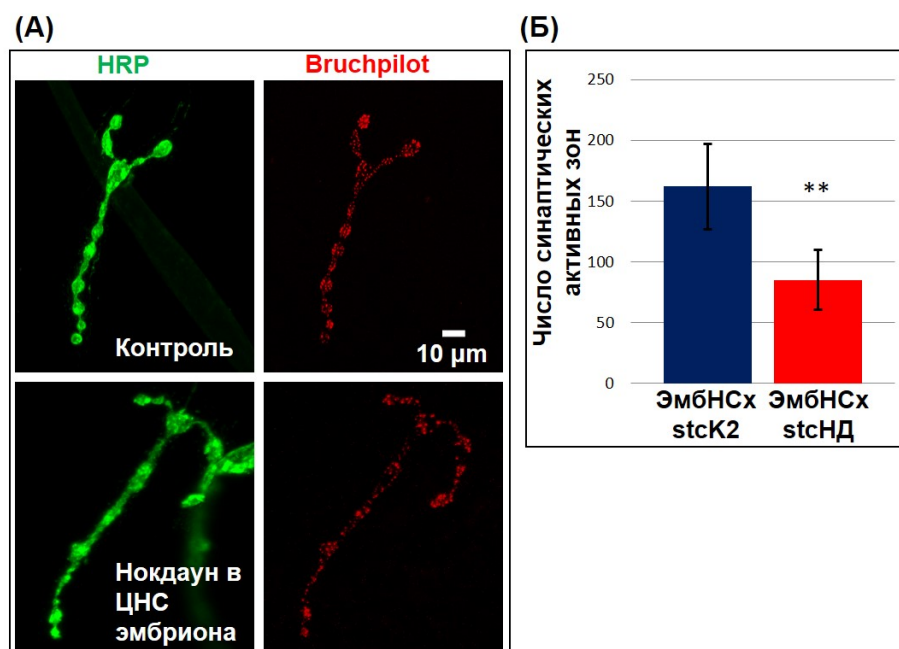 (А)
HRP
Bruchpilot
Контроль
10 µm
Нокдаун в
ЦНС
эмбриона
(Б)
Число синаптических
активных зон
250
200
150
100
50
0
**
ЭмбНСх
stcК2
ЭмбНСх
stcНД